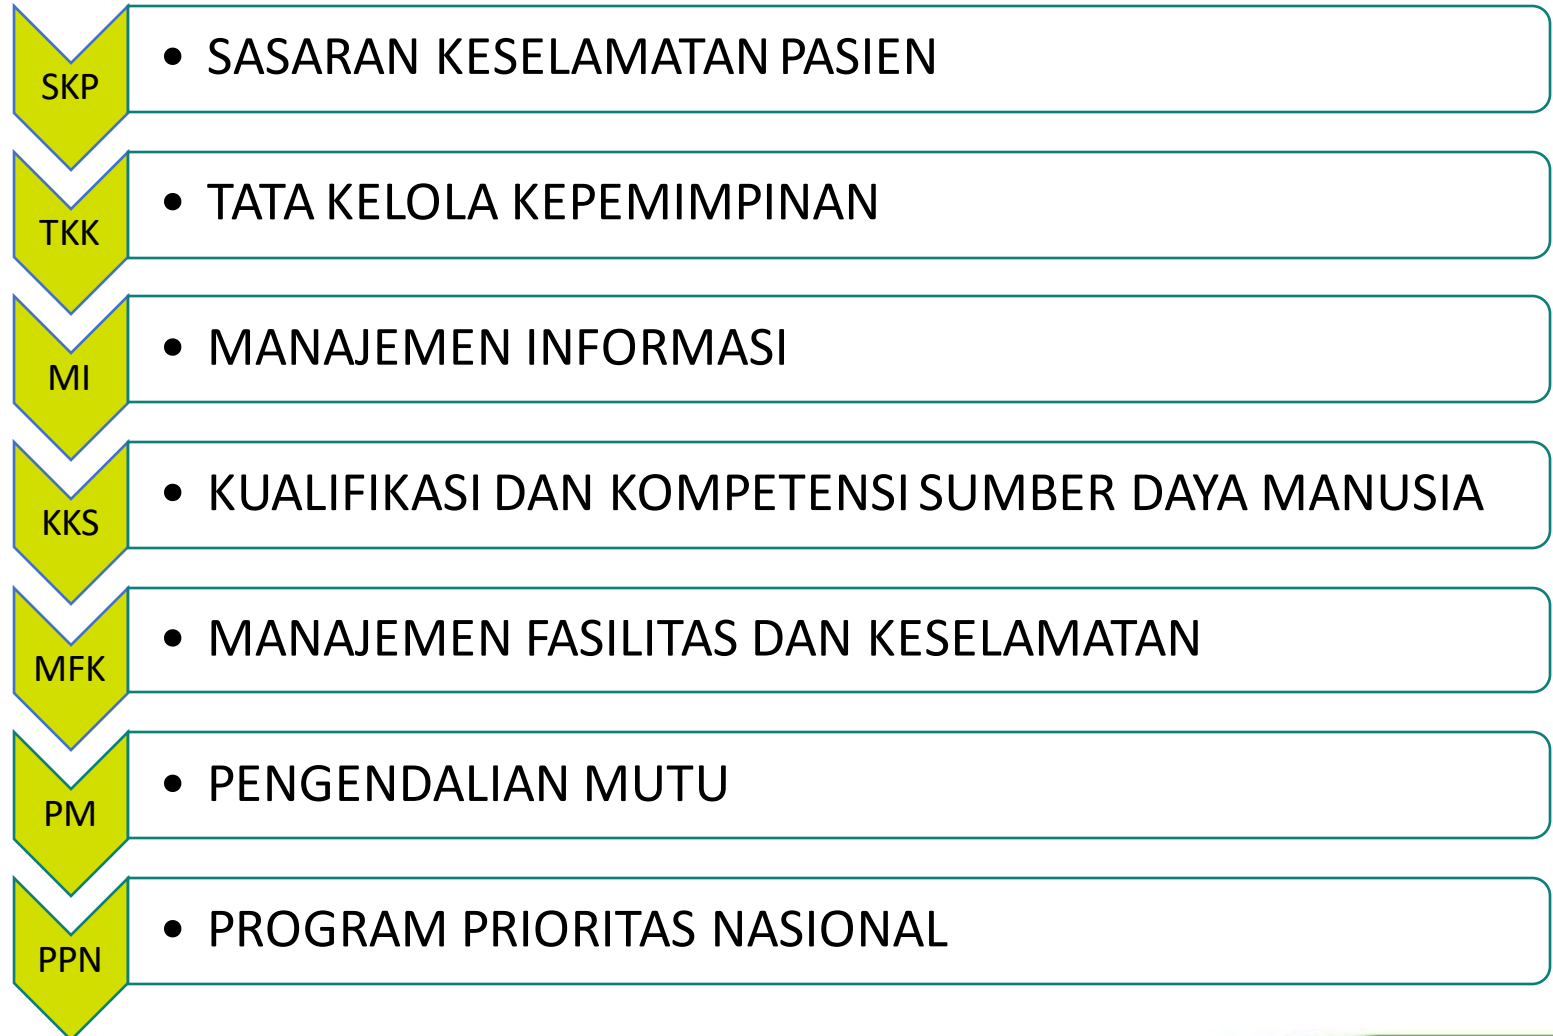 SKP
• SASARAN KESELAMATAN PASIEN
TKK
• TATA KELOLA KEPEMIMPINAN
MI
• MANAJEMEN INFORMASI
KKS
• KUALIFIKASI DAN KOMPETENSI SUMBER DAYA MANUSIA
MFK
• MANAJEMEN FASILITAS DAN KESELAMATAN
PM
• PENGENDALIAN MUTU
PPN
• PROGRAM PRIORITAS NASIONAL